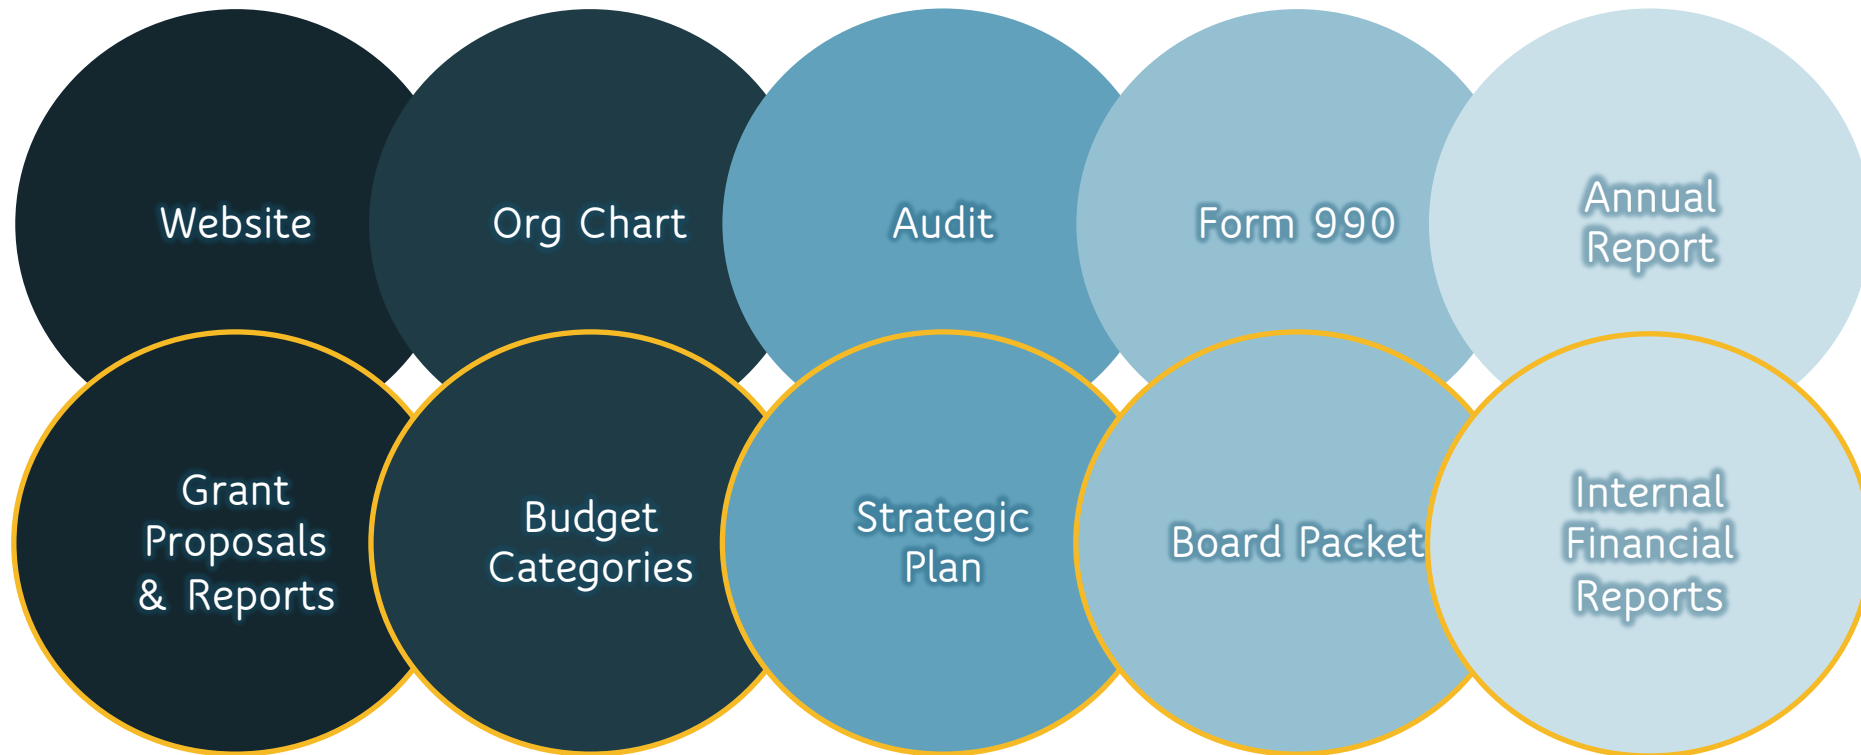 Website
Org Chart
Audit
Form 990
Annual
Report
Grant
Proposals
& Reports
Budget
Categories
Strategic
Plan
Board Packet
Internal
Financial
Reports